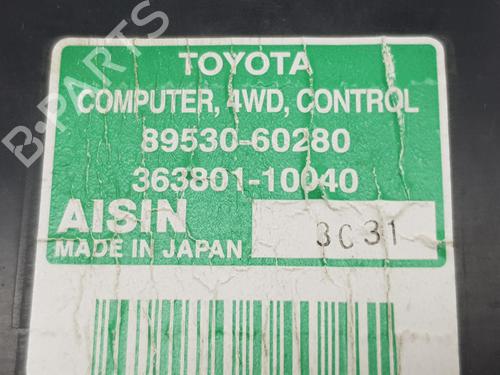 TOYOTA
COMPUTER, 4WD, CONTROL
89530-60280
363801-10040
AISIN
MADE IN JAPAN
3C31
B-PARTS